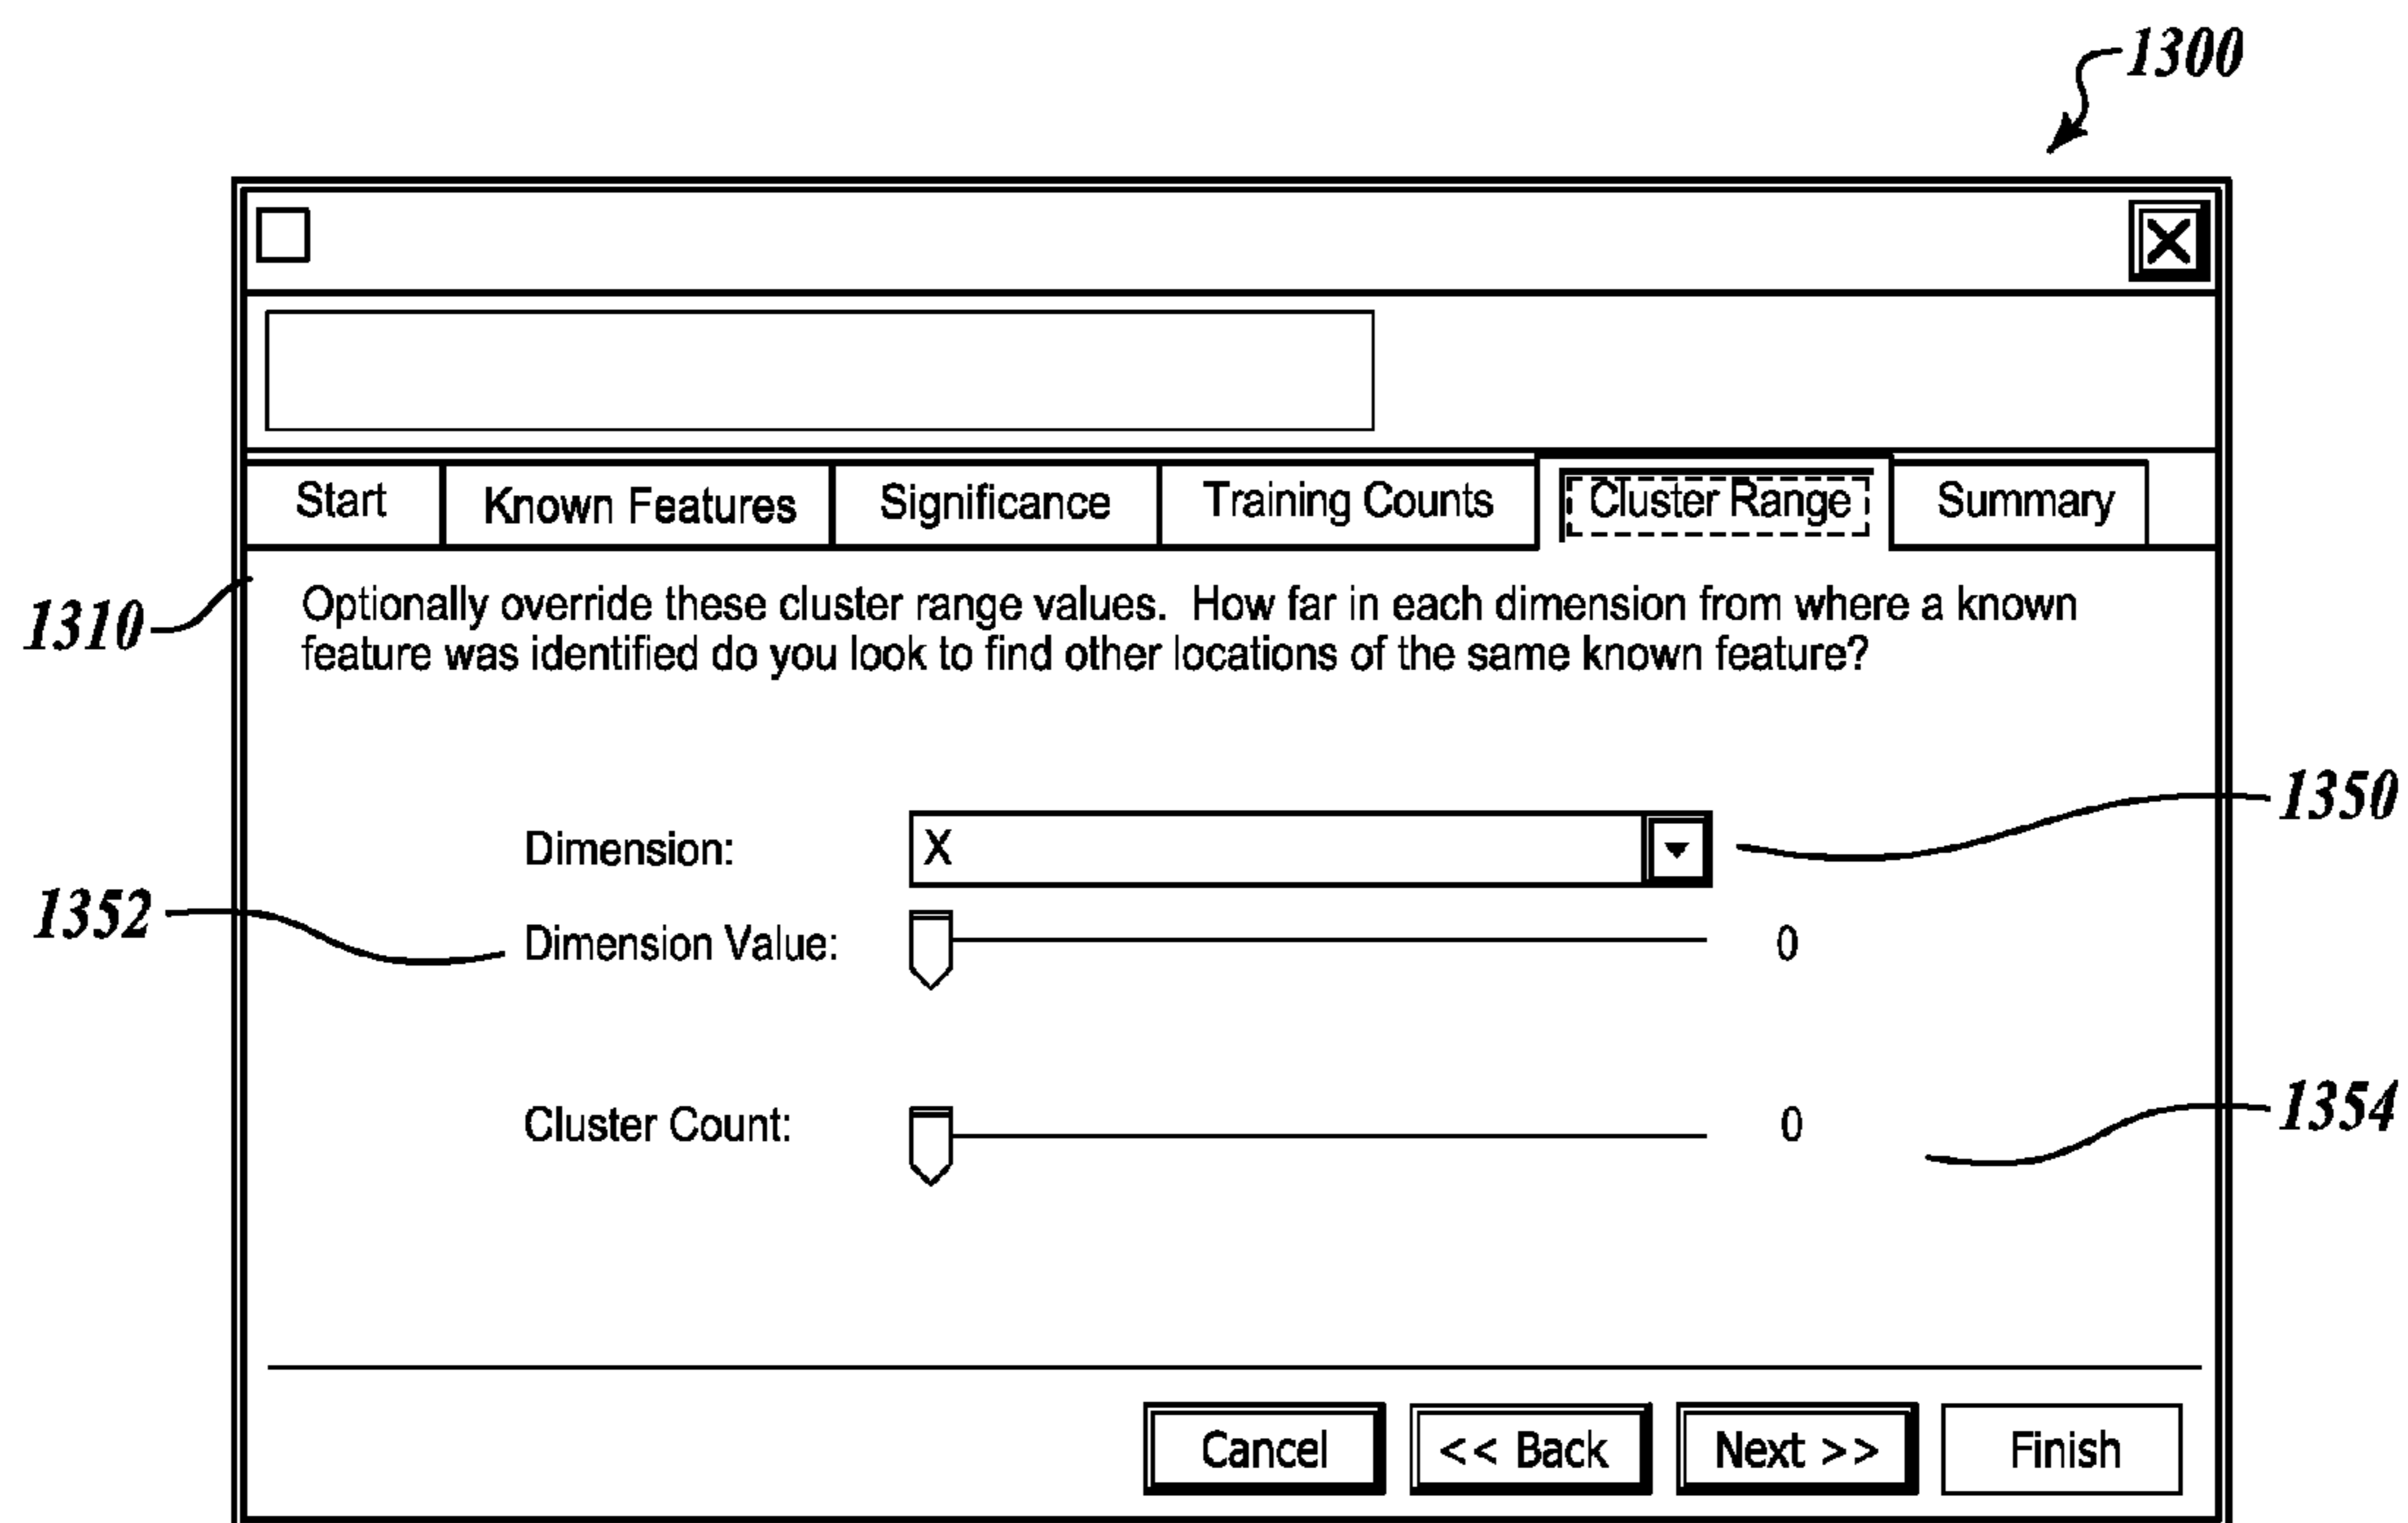 1300
Start Known Features Significance Training Counts Cluster Range Summary
1310
Optionally override these cluster range values. How far in each dimension from where a known
feature was identified do you look to find other locations of the same known feature?
1350
Dimension: X
1352
Dimension Value: 0
1354
Cluster Count: 0
Cancel << Back Next >> Finish